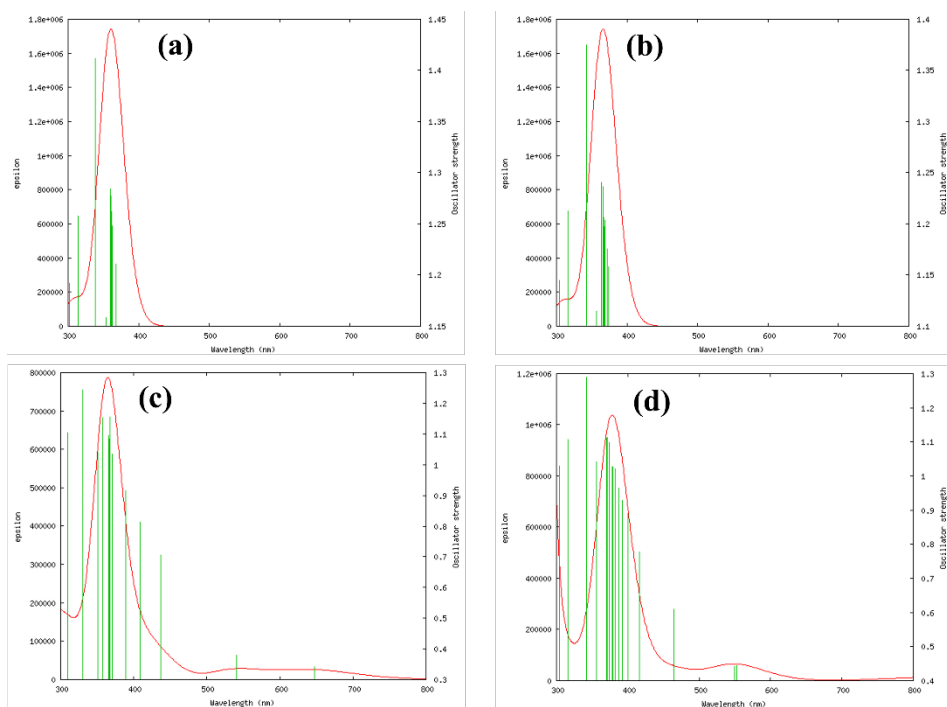 (a)
1.8e+006
1.6e+006
1.4e+006
1.2e+006
1e+006
800000
600000
400000
200000
0
epsilon
1.45
1.4
1.35
1.3
1.25
1.2
1.15
Oscillator strength
300 400 500 600 700 800
Wavelength (nm)
(b)
1.8e+006
1.6e+006
1.4e+006
1.2e+006
1e+006
800000
600000
400000
200000
0
epsilon
1.4
1.35
1.3
1.25
1.2
1.15
1.1
Oscillator strength
300 400 500 600 700 800
Wavelength (nm)
(c)
800000
700000
600000
500000
400000
300000
200000
100000
0
epsilon
1.3
1.2
1.1
1
0.9
0.8
0.7
0.6
0.5
0.4
0.3
Oscillator strength
300 400 500 600 700 800
Wavelength (nm)
(d)
1.2e+006
1e+006
800000
600000
400000
200000
0
epsilon
1.3
1.2
1.1
1
0.9
0.8
0.7
0.6
0.5
0.4
Oscillator strength
300 400 500 600 700 800
Wavelength (nm)